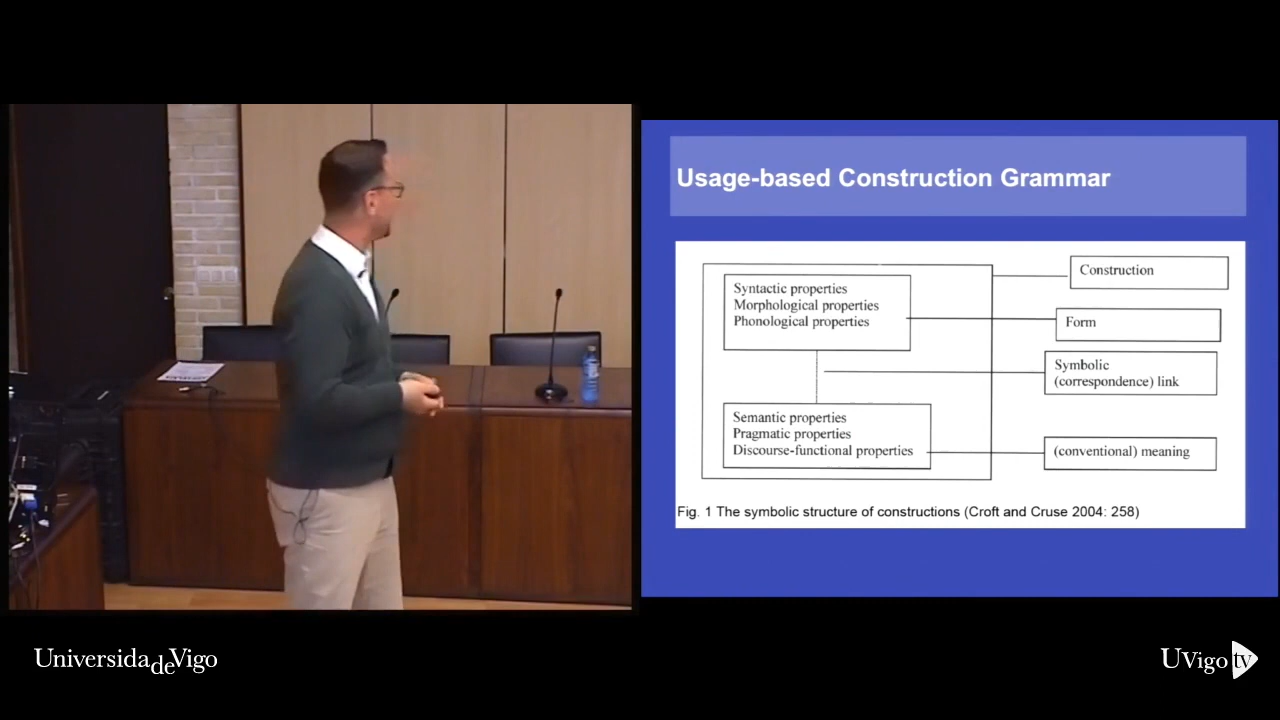 Usage-based Construction Grammar
Syntactic properties
Morphological properties
Phonological properties
Construction
Form
Symbolic
(correspondence) link
Semantic properties
Pragmatic properties
Discourse-functional properties
(conventional) meaning
Fig. 1 The symbolic structure of constructions (Croft and Cruse 2004: 258)
UniversidadeVigo
UVigo tv